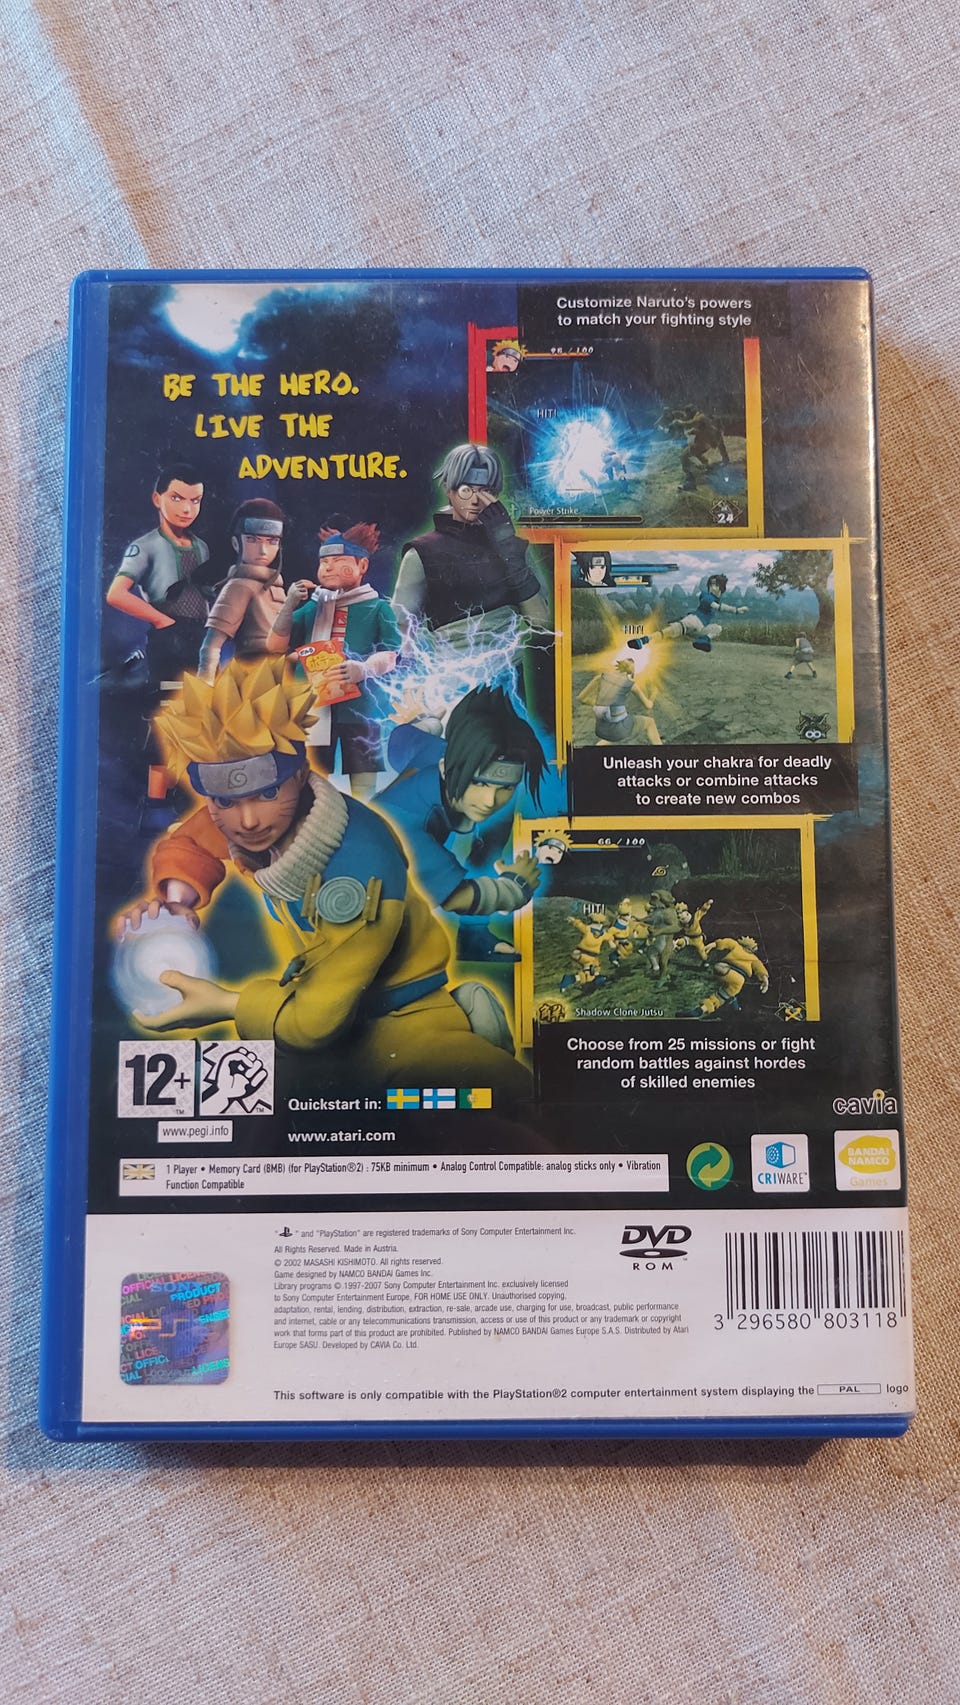 Customize Naruto's powers
to match your fighting style
BE THE HERO.
LIVE THE
ADVENTURE.
96 / 100
HIT!
Power Strike
24
HIT!
Unleash your chakra for deadly
attacks or combine attacks
to create new combos
66 / 100
HIT!
Shadow Clone Jutsu
Choose from 25 missions or fight
random battles against hordes
of skilled enemies
12+
www.pegi.info
Quickstart in:
www.atari.com
cavia
1 Player • Memory Card (8MB) (for PlayStation®2) : 75KB minimum • Analog Control Compatible: analog sticks only • Vibration
Function Compatible
CRIWARE™
BANDAI
NAMCO
Games
" " and "PlayStation" are registered trademarks of Sony Computer Entertainment Inc.
All Rights Reserved. Made in Austria.
© 2002 MASASHI KISHIMOTO. All rights reserved.
Game designed by NAMCO BANDAI Games Inc.
Library programs © 1997-2007 Sony Computer Entertainment Inc. exclusively licensed
to Sony Computer Entertainment Europe, FOR HOME USE ONLY. Unauthorised copying,
adaptation, rental, lending, distribution, extraction, re-sale, arcade use, charging for use, broadcast, public performance
and internet, cable or any telecommunications transmission, access or use of this product or any trademark or copyright
work that forms part of this product are prohibited. Published by NAMCO BANDAI Games Europe S.A.S. Distributed by Atari
Europe SASU. Developed by CAVIA Co. Ltd.
DVD
ROM
3 296580 803118
SONY
PRODUCT
This software is only compatible with the PlayStation®2 computer entertainment system displaying the PAL logo